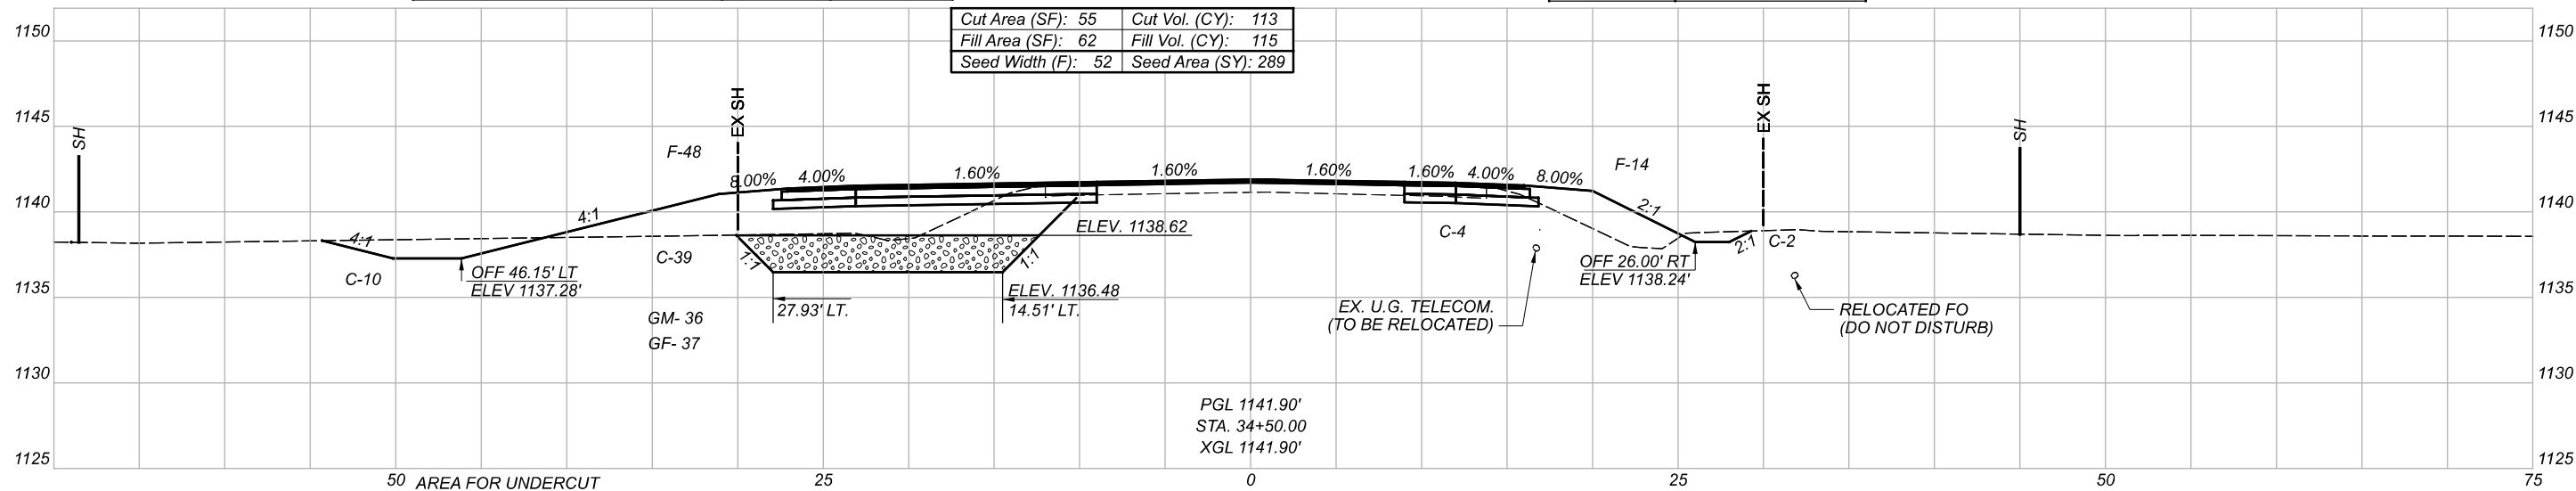 Cut Area (SF): 55 Cut Vol. (CY): 113
Fill Area (SF): 62 Fill Vol. (CY): 115
Seed Width (F): 52 Seed Area (SY): 289
1150 1150
1145 1145
1140 1140
1135 1135
1130 1130
1125 1125
SH
EX SH
EX SH
SH
F-48
8.00% 4.00% 1.60% 1.60% 1.60% 1.60% 4.00% 8.00%
F-14
4:1
4:1
2:1
2:1
C-10
C-39
C-4
C-2
ELEV. 1138.62
1:1
1:1
OFF 46.15' LT
ELEV 1137.28'
OFF 26.00' RT
ELEV 1138.24'
ELEV. 1136.48
27.93' LT.
14.51' LT.
GM- 36
GF- 37
EX. U.G. TELECOM.
(TO BE RELOCATED)
RELOCATED FO
(DO NOT DISTURB)
PGL 1141.90'
STA. 34+50.00
XGL 1141.90'
50 AREA FOR UNDERCUT 25 0 25 50 75